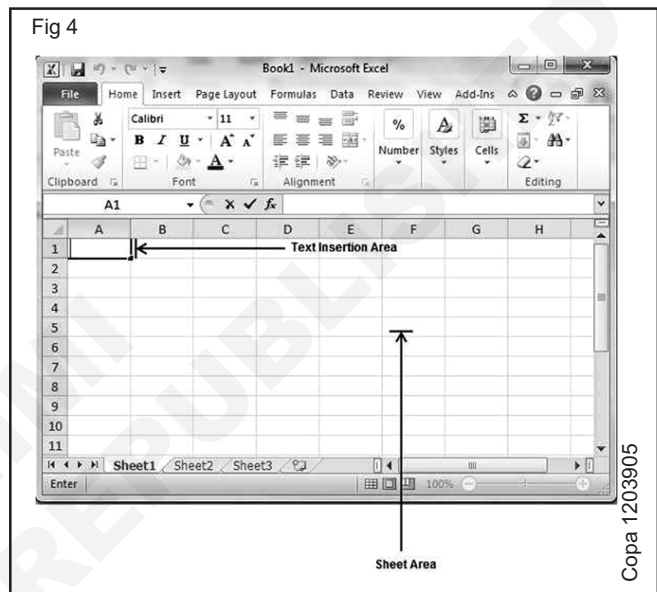 Fig 4
Book1 - Microsoft Excel
File Home Insert Page Layout Formulas Data Review View Add-Ins
Calibri 11 % Σ
Paste B I U A A Number Styles Cells
A
Clipboard Font Alignment Editing
A1 fx
A B C D E F G H
1 Text Insertion Area
2
3
4
5
6
7
8
9
10
11
Sheet1 Sheet2 Sheet3
Enter 100%
Sheet Area
Copa 1203905
REPUBLISHED